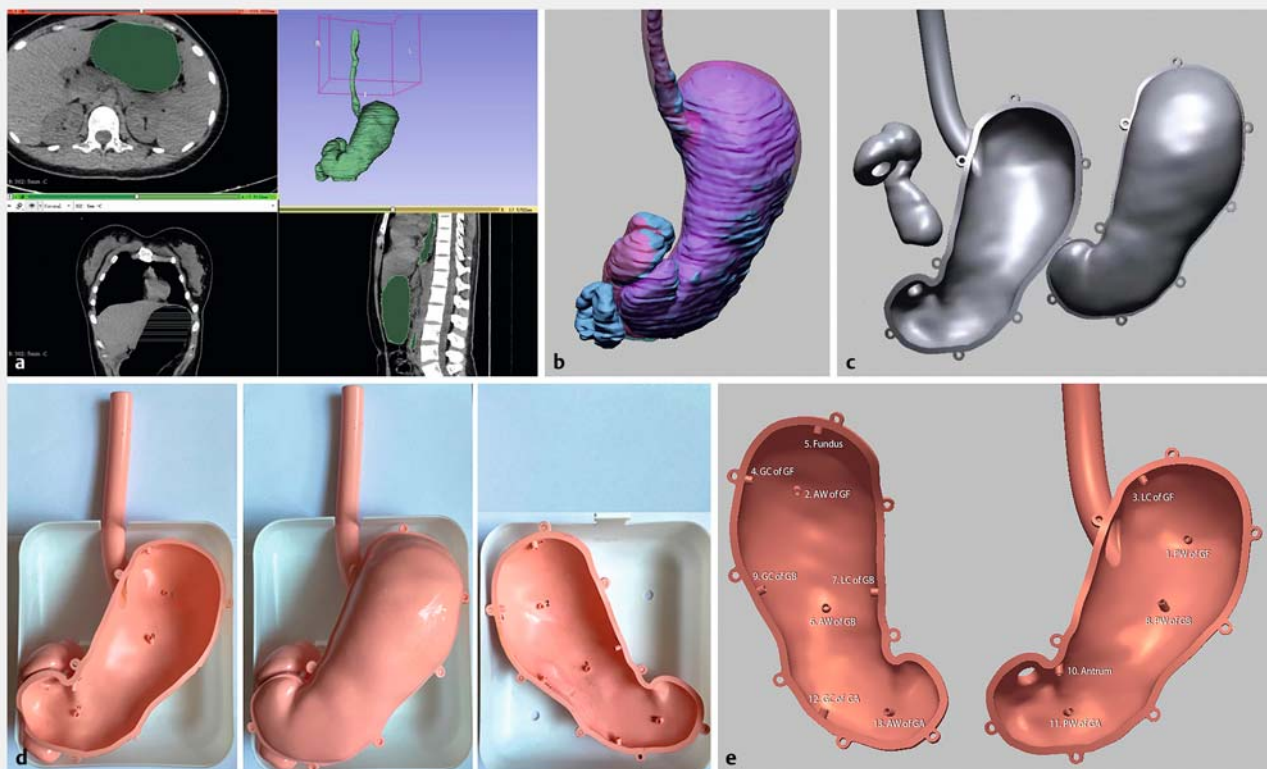 a
b
c
d
5. Fundus
4. GC of GF
2. AW of GF
3. LC of GF
1. PW of GF
9. GC of GB
7. LC of GB
6. AW of GB
8. PW of GB
10. Antrum
12. GC of GA
13. AW of GA
11. PW of GA
e